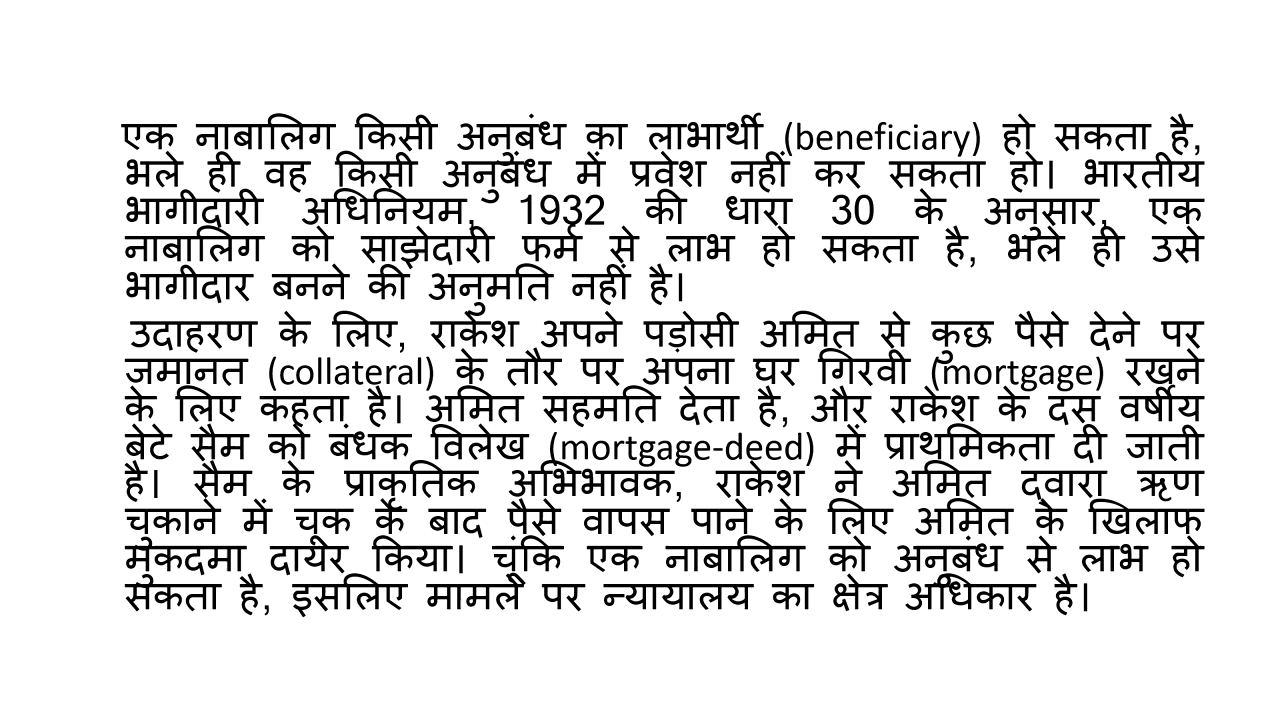 एक नाबालिग किसी अनुबंध का लाभार्थी (beneficiary) हो सकता है,
भले ही वह किसी अनुबंध में प्रवेश नहीं कर सकता हो। भारतीय
भागीदारी अधिनियम, 1932 की धारा 30 के अनुसार, एक
नाबालिग को साझेदारी फर्म से लाभ हो सकता है, भले ही उसे
भागीदार बनने की अनुमति नहीं है।
उदाहरण के लिए, राकेश अपने पड़ोसी अमित से कुछ पैसे देने पर
ज़मानत (collateral) के तौर पर अपना घर गिरवी (mortgage) रखने
के लिए कहता है। अमित सहमति देता है, और राकेश के दस वर्षीय
बेटे सैम को बंधक विलेख (mortgage-deed) में प्राथमिकता दी जाती
है। सैम के प्राकृतिक अभिभावक, राकेश ने अमित द्वारा ऋण
चुकाने में चूक के बाद पैसे वापस पाने के लिए अमित के खिलाफ
मुकदमा दायर किया। चूंकि एक नाबालिग को अनुबंध से लाभ हो
सकता है, इसलिए मामले पर न्यायालय का क्षेत्र अधिकार है।